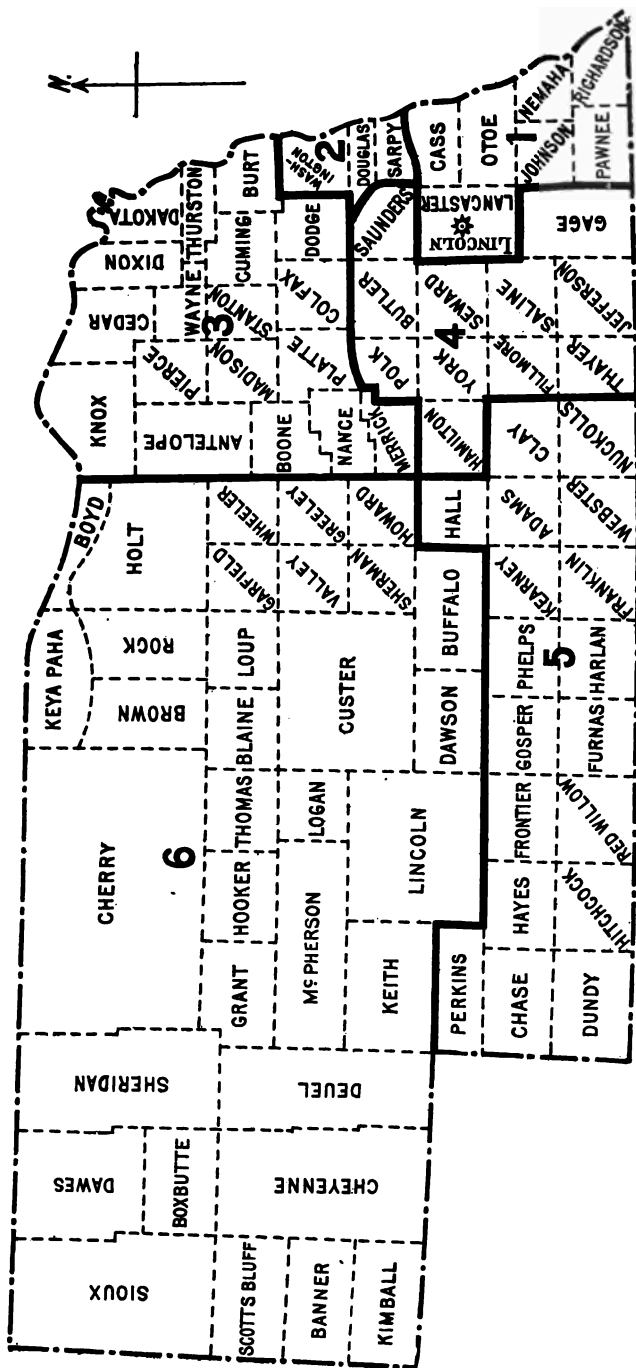 N.
SIOUX
DAWES
BOXBUTTE
SHERIDAN
SCOTTS BLUFF
BANNER
KIMBALL
CHEYENNE
DEUEL
CHERRY
6
GRANT
HOOKER
THOMAS
BLAINE
LOUP
McPHERSON
LOGAN
KEITH
LINCOLN
CUSTER
DAWSON
BUFFALO
KEYA PAHA
BROWN
ROCK
BOYD
HOLT
GARFIELD
WHEELER
VALLEY
GREELEY
SHERMAN
HOWARD
HALL
PERKINS
CHASE
DUNDY
HAYES
HITCHCOCK
FRONTIER
RED WILLOW
GOSPER
FURNAS
PHELPS
5
HARLAN
KEARNEY
FRANKLIN
ADAMS
WEBSTER
CLAY
NUCKOLLS
KNOX
CEDAR
DIXON
DAKOTA
ANTELOPE
PIERCE
WAYNE
THURSTON
3
BOONE
MADISON
STANTON
CUMING
BURT
NANCE
PLATTE
COLFAX
DODGE
MERRICK
HAMILTON
POLK
BUTLER
SAUNDERS
YORK
4
SEWARD
FILLMORE
SALINE
THAYER
JEFFERSON
GAGE
WASH-
INGTON
2
DOUGLAS
SARPY
CASS
LANCASTER
LINCOLN
OTOE
1
JOHNSON
NEMAHA
PAWNEE
RICHARDSON